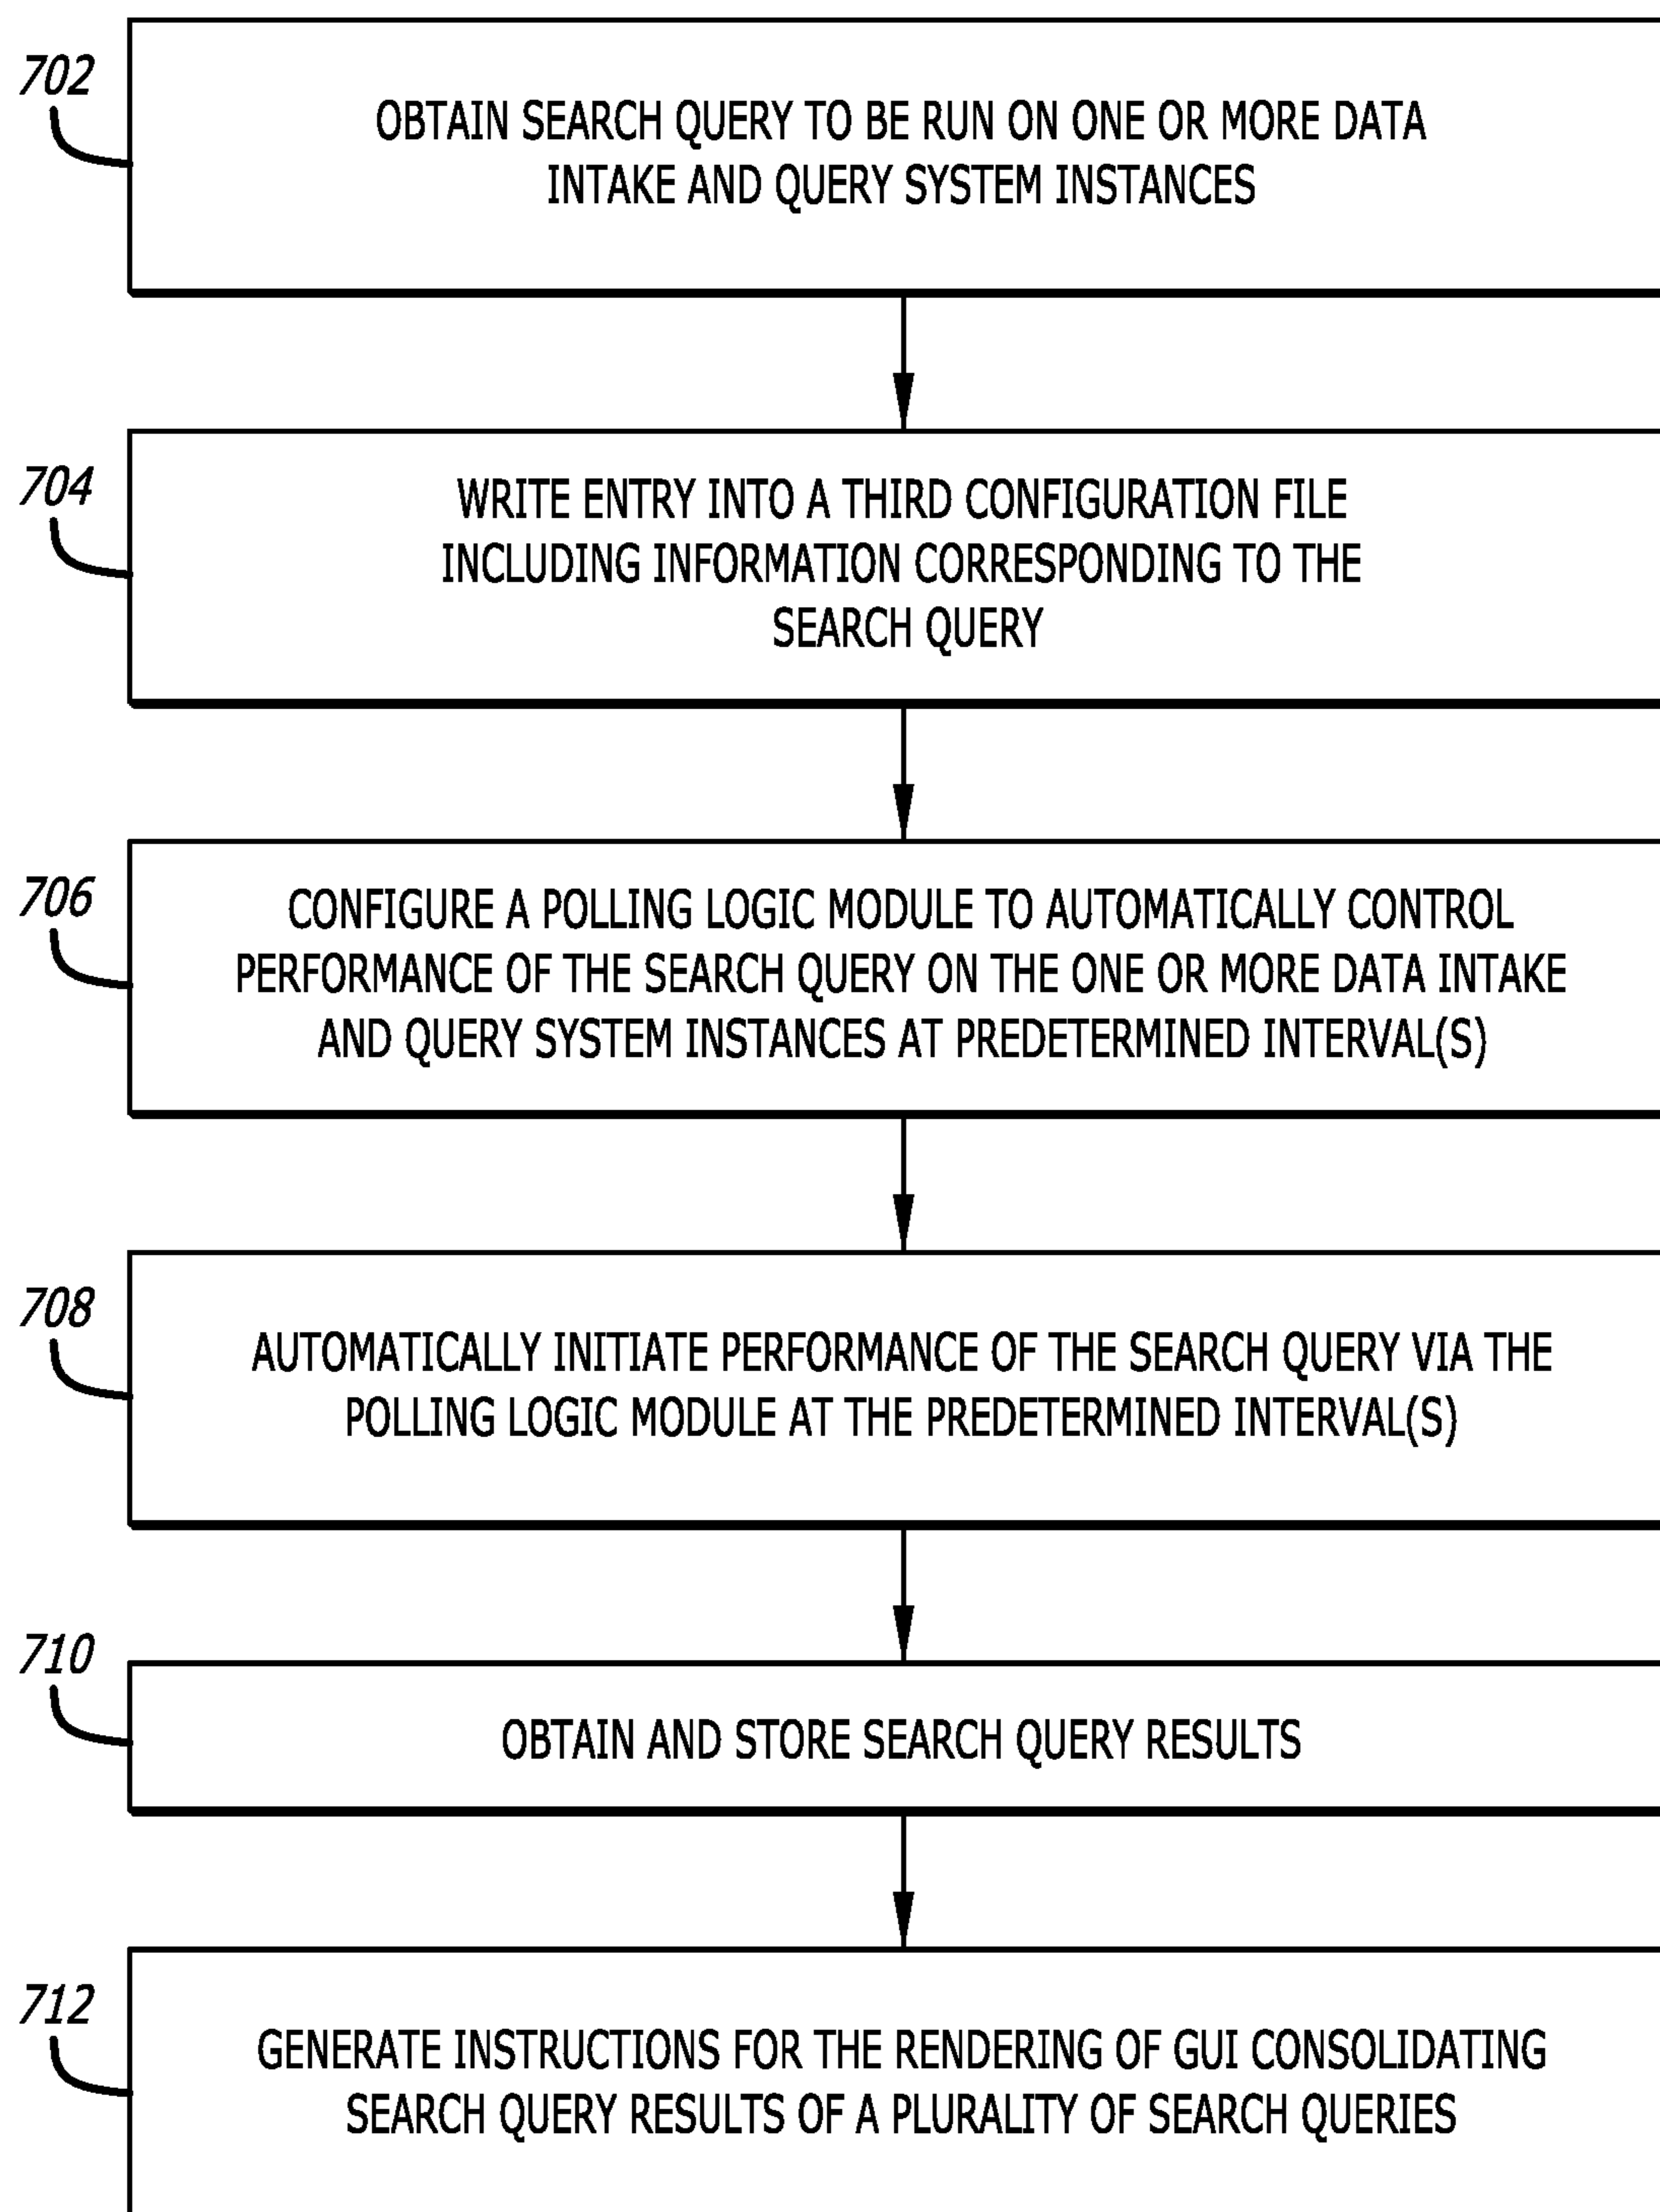 702
OBTAIN SEARCH QUERY TO BE RUN ON ONE OR MORE DATA
INTAKE AND QUERY SYSTEM INSTANCES
704
WRITE ENTRY INTO A THIRD CONFIGURATION FILE
INCLUDING INFORMATION CORRESPONDING TO THE
SEARCH QUERY
706
CONFIGURE A POLLING LOGIC MODULE TO AUTOMATICALLY CONTROL
PERFORMANCE OF THE SEARCH QUERY ON THE ONE OR MORE DATA INTAKE
AND QUERY SYSTEM INSTANCES AT PREDETERMINED INTERVAL(S)
708
AUTOMATICALLY INITIATE PERFORMANCE OF THE SEARCH QUERY VIA THE
POLLING LOGIC MODULE AT THE PREDETERMINED INTERVAL(S)
710
OBTAIN AND STORE SEARCH QUERY RESULTS
712
GENERATE INSTRUCTIONS FOR THE RENDERING OF GUI CONSOLIDATING
SEARCH QUERY RESULTS OF A PLURALITY OF SEARCH QUERIES